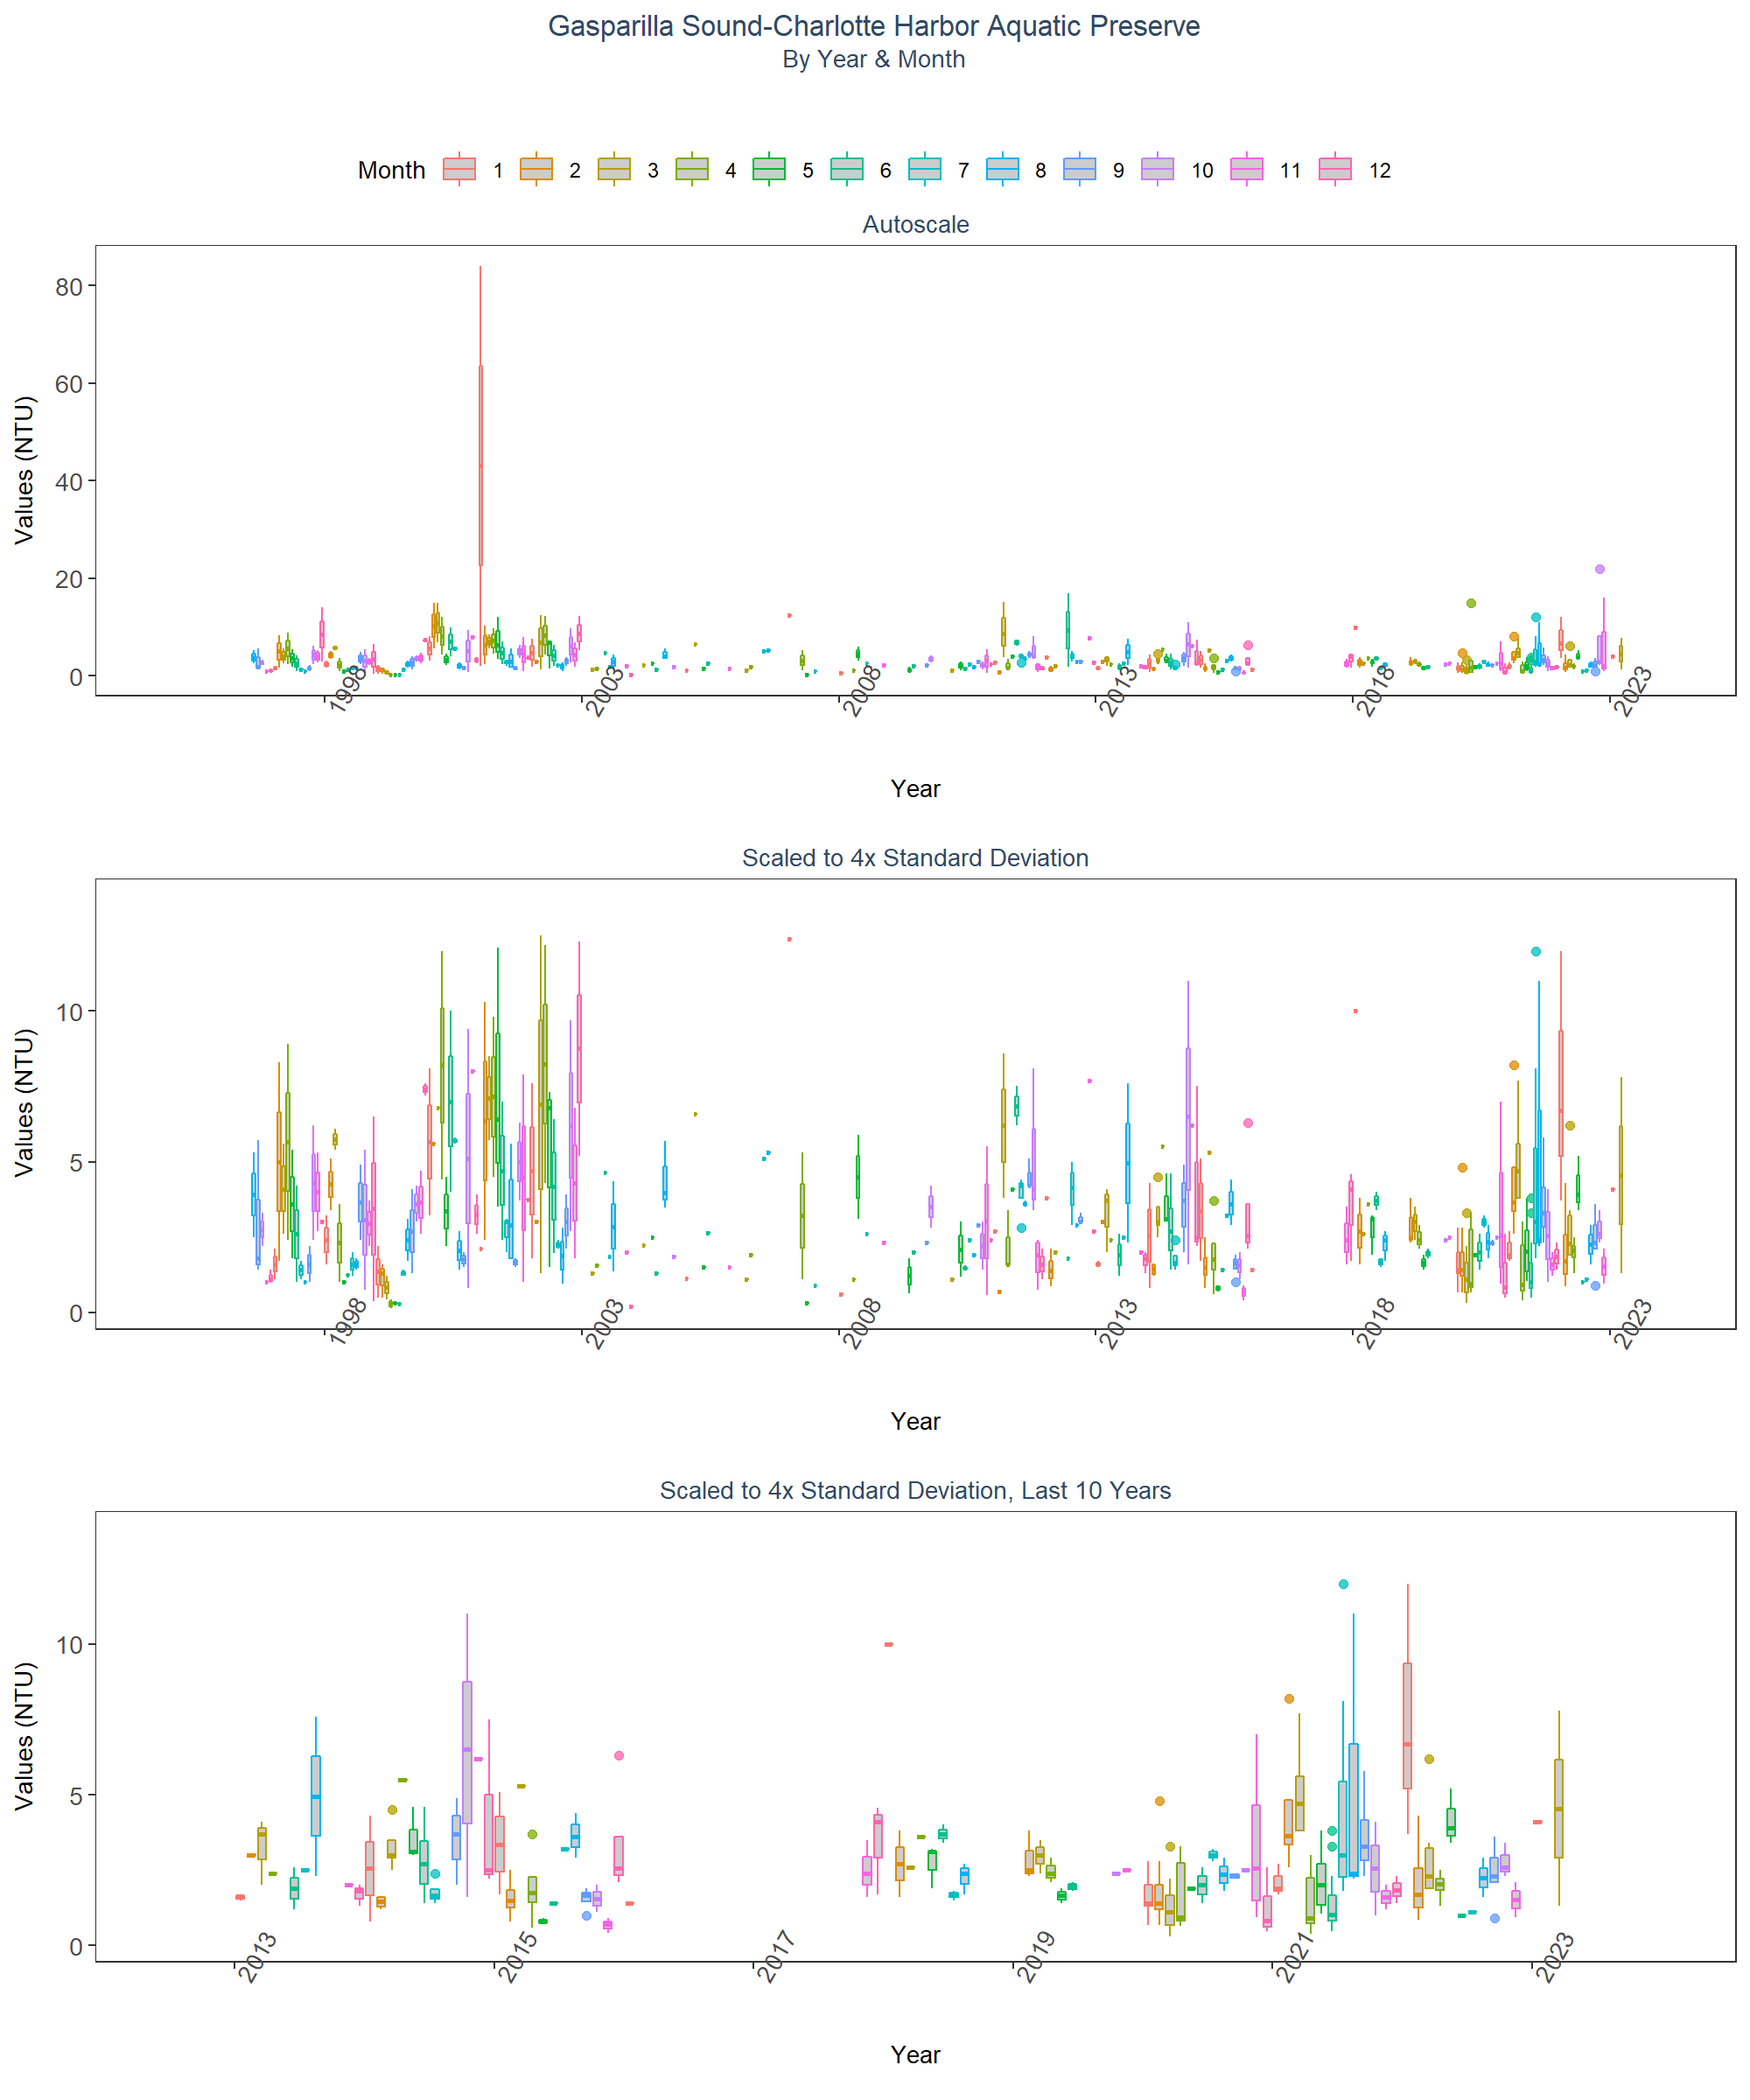 Gasparilla Sound-Charlotte Harbor Aquatic Preserve
By Year & Month
Month 1 2 3 4 5 6 7 8 9 10 11 12
Autoscale
Values (NTU)
80
60
40
20
0
1998 2003 2008 2013 2018 2023
Year
Scaled to 4x Standard Deviation
Values (NTU)
10
5
0
1998 2003 2008 2013 2018 2023
Year
Scaled to 4x Standard Deviation, Last 10 Years
Values (NTU)
10
5
0
2013 2015 2017 2019 2021 2023
Year